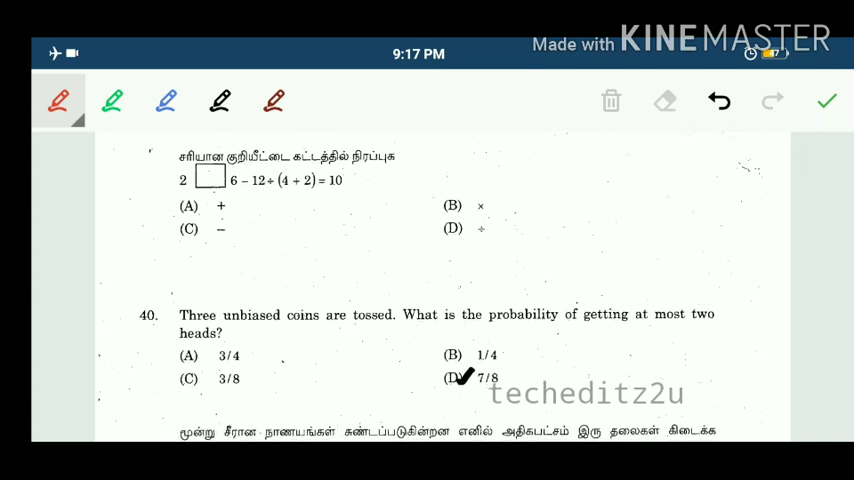 Made with KINEMASTER
9:17 PM
சரியான குறியீட்டை கட்டத்தில் நிரப்புக
2 □ 6 – 12 ÷ (4 + 2) = 10
(A) + (B) ×
(C) – (D) ÷
40. Three unbiased coins are tossed. What is the probability of getting at most two
heads?
(A) 3/4 (B) 1/4
(C) 3/8 (D) 7/8
techeditz2u
மூன்று சீரான நாணயங்கள் சுண்டப்படுகின்றன எனில் அதிகபட்சம் இரு தலைகள் கிடைக்க